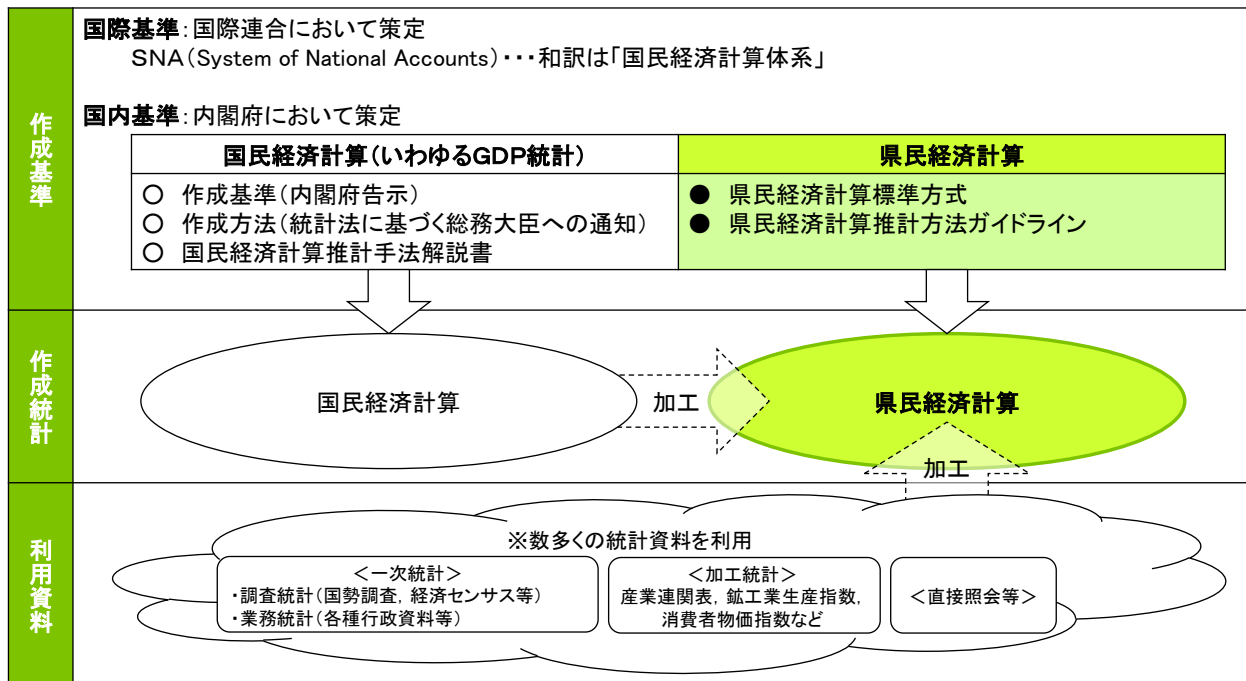 作成基準
国際基準:国際連合において策定
SNA(System of National Accounts)・・・和訳は「国民経済計算体系」
国内基準:内閣府において策定
国民経済計算(いわゆるGDP統計)
○ 作成基準(内閣府告示)
○ 作成方法(統計法に基づく総務大臣への通知)
○ 国民経済計算推計手法解説書
県民経済計算
● 県民経済計算標準方式
● 県民経済計算推計方法ガイドライン
作成統計
国民経済計算
加工
県民経済計算
加工
利用資料
※数多くの統計資料を利用
<一次統計>
・調査統計(国勢調査,経済センサス等)
・業務統計(各種行政資料等)
<加工統計>
産業連関表,鉱工業生産指数,
消費者物価指数など
<直接照会等>